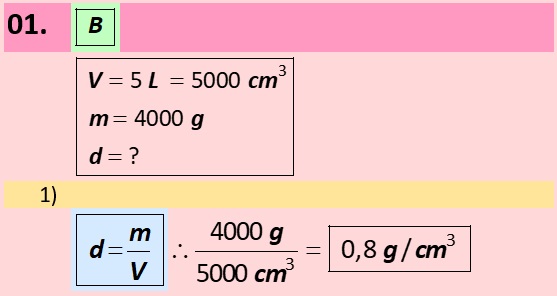 01. B
V = 5 L = 5000 cm³
m = 4000 g
d = ?
1)
d = m/V ∴ 4000 g / 5000 cm³ = 0,8 g/cm³